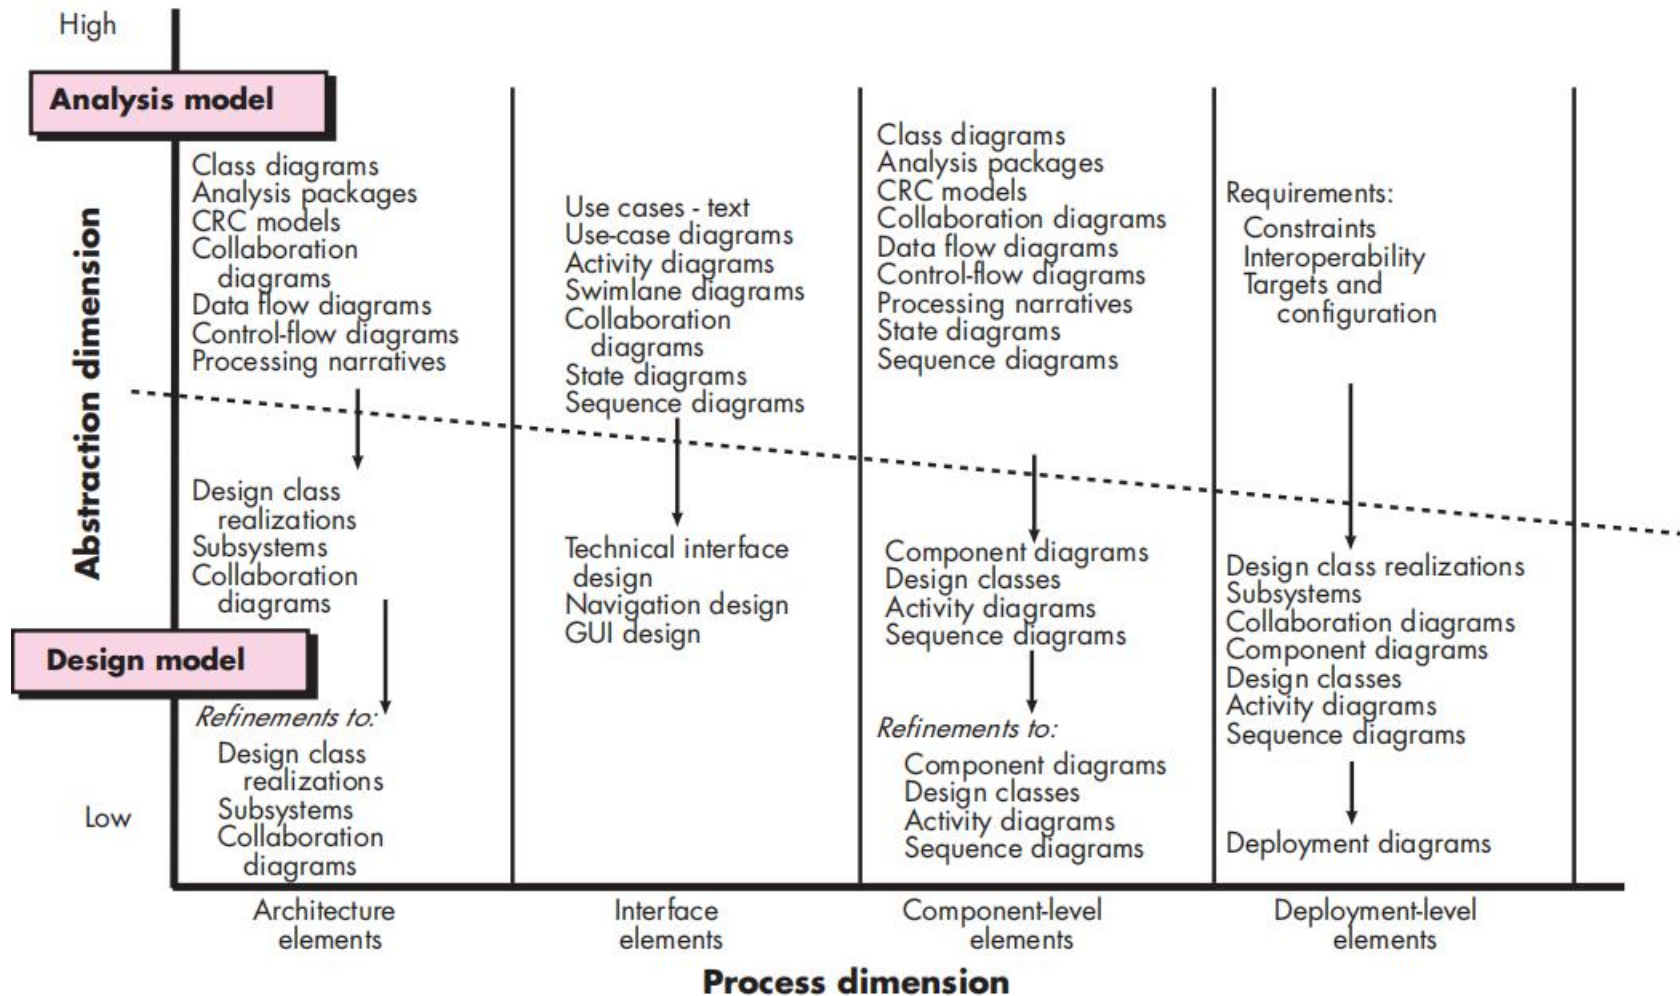 High
Analysis model
Abstraction dimension
Class diagrams
Analysis packages
CRC models
Collaboration
diagrams
Data flow diagrams
Control-flow diagrams
Processing narratives
Design class
realizations
Subsystems
Collaboration
diagrams
Design model
Refinements to:
Design class
realizations
Subsystems
Collaboration
diagrams
Low
Use cases - text
Use-case diagrams
Activity diagrams
Swimlane diagrams
Collaboration
diagrams
State diagrams
Sequence diagrams
Technical interface
design
Navigation design
GUI design
Class diagrams
Analysis packages
CRC models
Collaboration diagrams
Data flow diagrams
Control-flow diagrams
Processing narratives
State diagrams
Sequence diagrams
Component diagrams
Design classes
Activity diagrams
Sequence diagrams
Refinements to:
Component diagrams
Design classes
Activity diagrams
Sequence diagrams
Requirements:
Constraints
Interoperability
Targets and
configuration
Design class realizations
Subsystems
Collaboration diagrams
Component diagrams
Design classes
Activity diagrams
Sequence diagrams
Deployment diagrams
Architecture
elements
Interface
elements
Component-level
elements
Deployment-level
elements
Process dimension